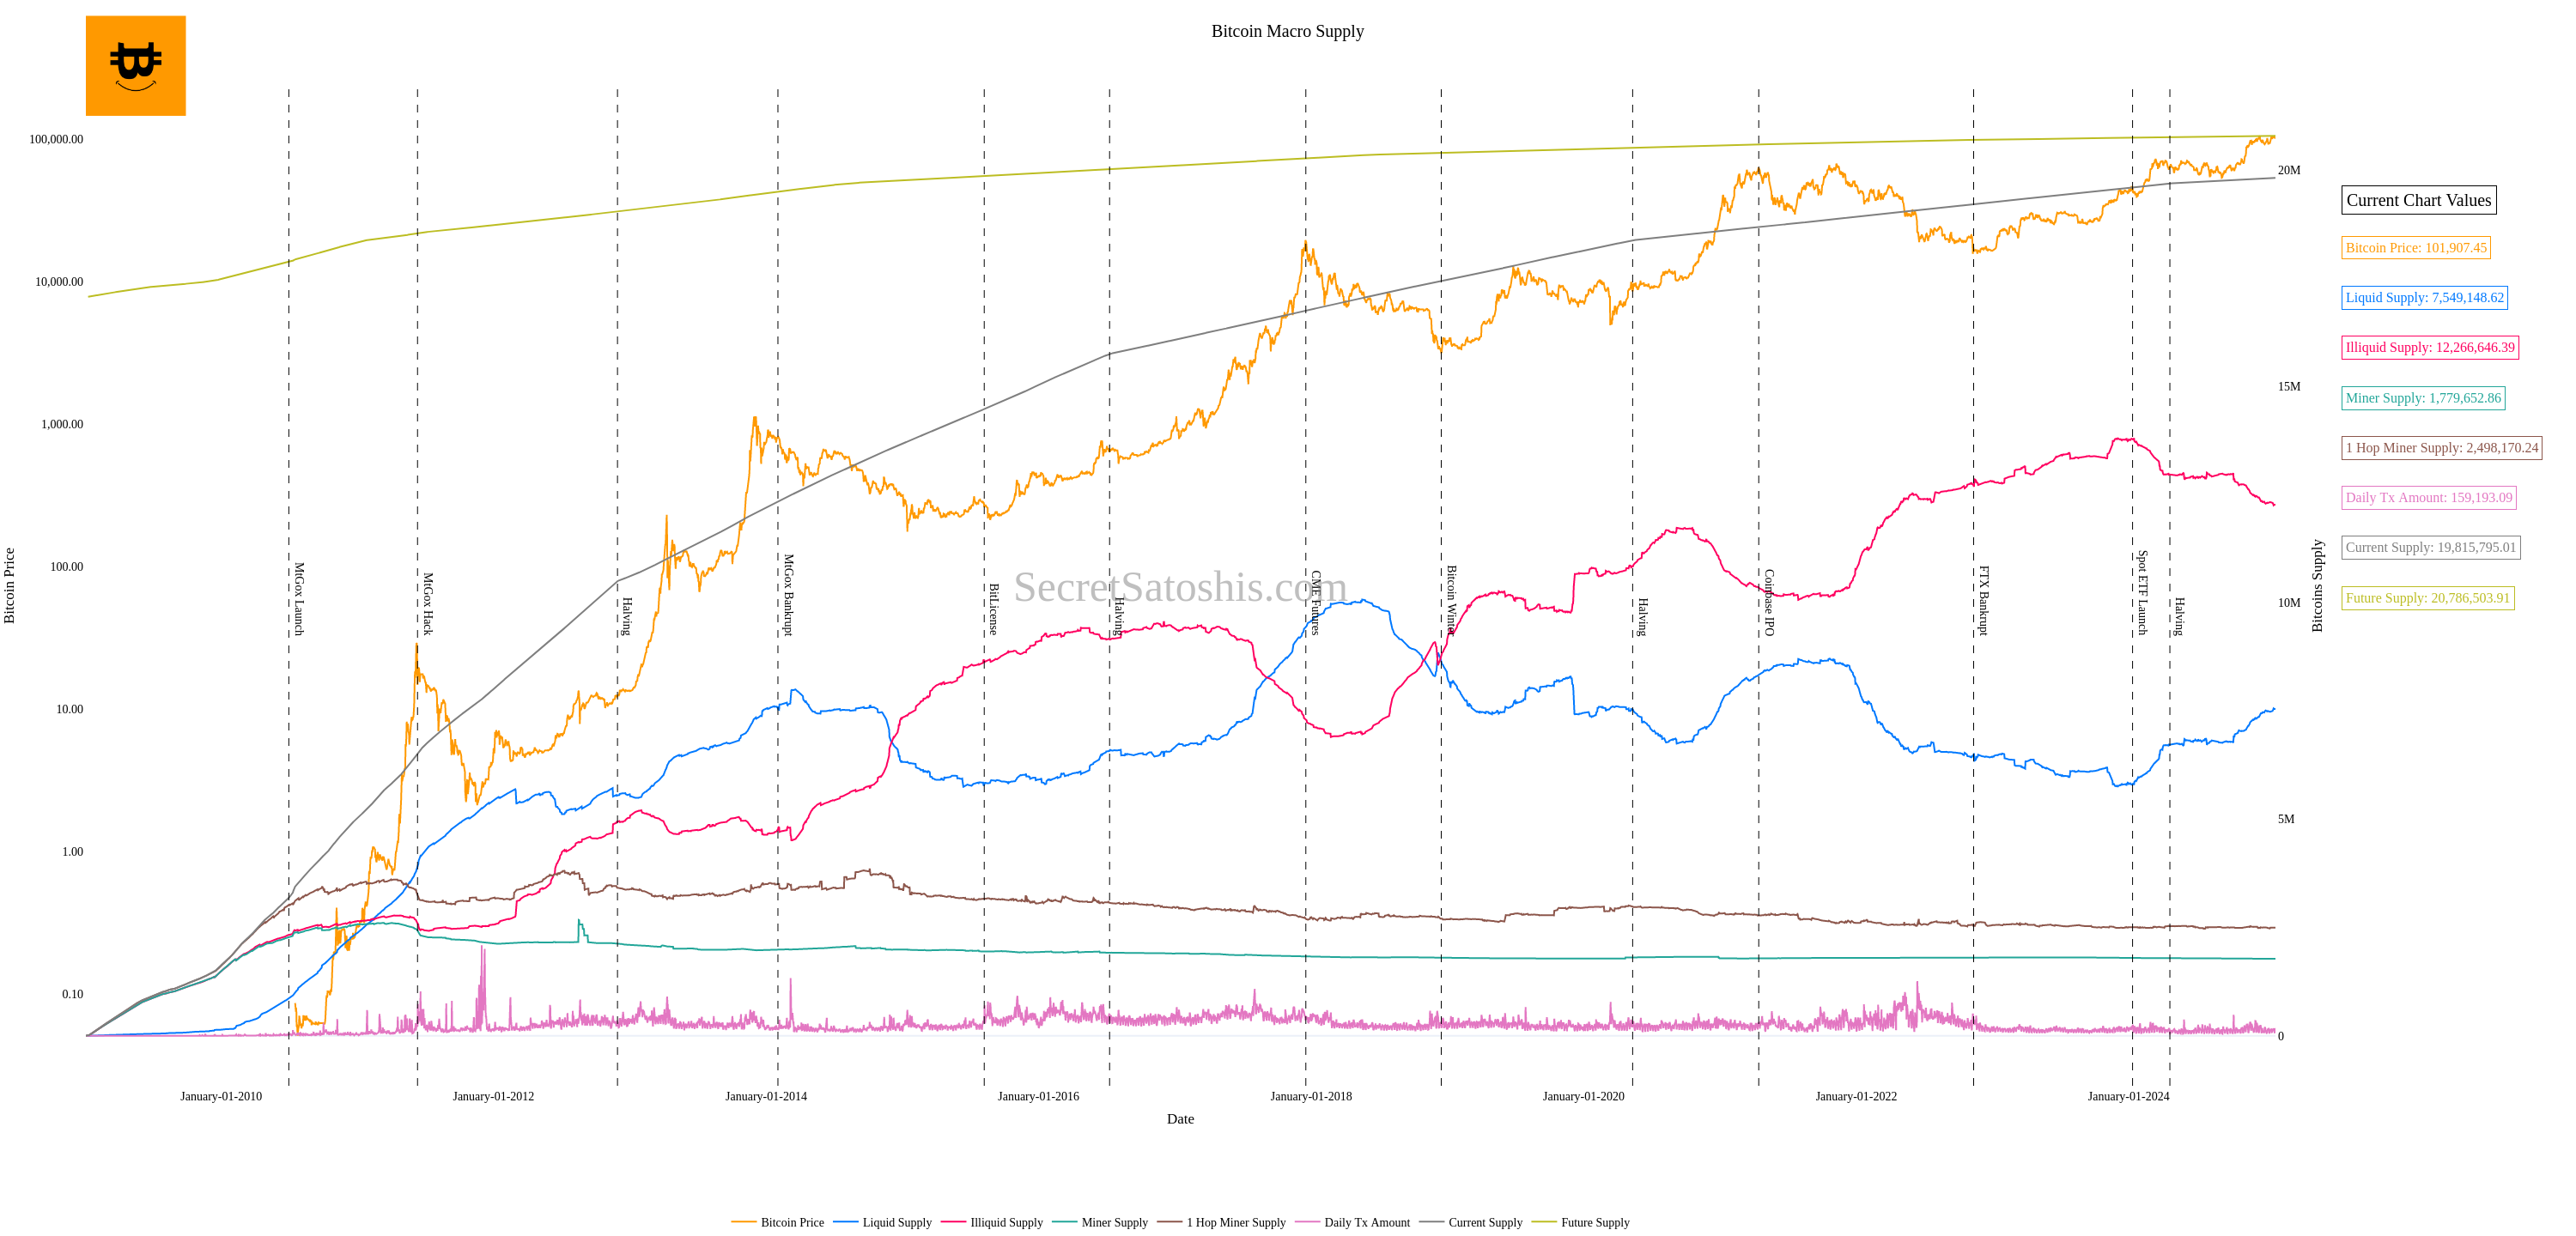 Bitcoin Macro Supply
100,000.00
10,000.00
1,000.00
100.00
10.00
1.00
0.10
Bitcoin Price
MtGox Launch
MtGox Hack
Halving
MtGox Bankrupt
BitLicense
Halving
CME Futures
Bitcoin Winter
Halving
Coinbase IPO
FTX Bankrupt
Spot ETF Launch
Halving
SecretSatoshis.com
20M
15M
10M
5M
0
Bitcoins Supply
January-01-2010
January-01-2012
January-01-2014
January-01-2016
January-01-2018
January-01-2020
January-01-2022
January-01-2024
Date
Current Chart Values
Bitcoin Price: 101,907.45
Liquid Supply: 7,549,148.62
Illiquid Supply: 12,266,646.39
Miner Supply: 1,779,652.86
1 Hop Miner Supply: 2,498,170.24
Daily Tx Amount: 159,193.09
Current Supply: 19,815,795.01
Future Supply: 20,786,503.91
Bitcoin Price
Liquid Supply
Illiquid Supply
Miner Supply
1 Hop Miner Supply
Daily Tx Amount
Current Supply
Future Supply